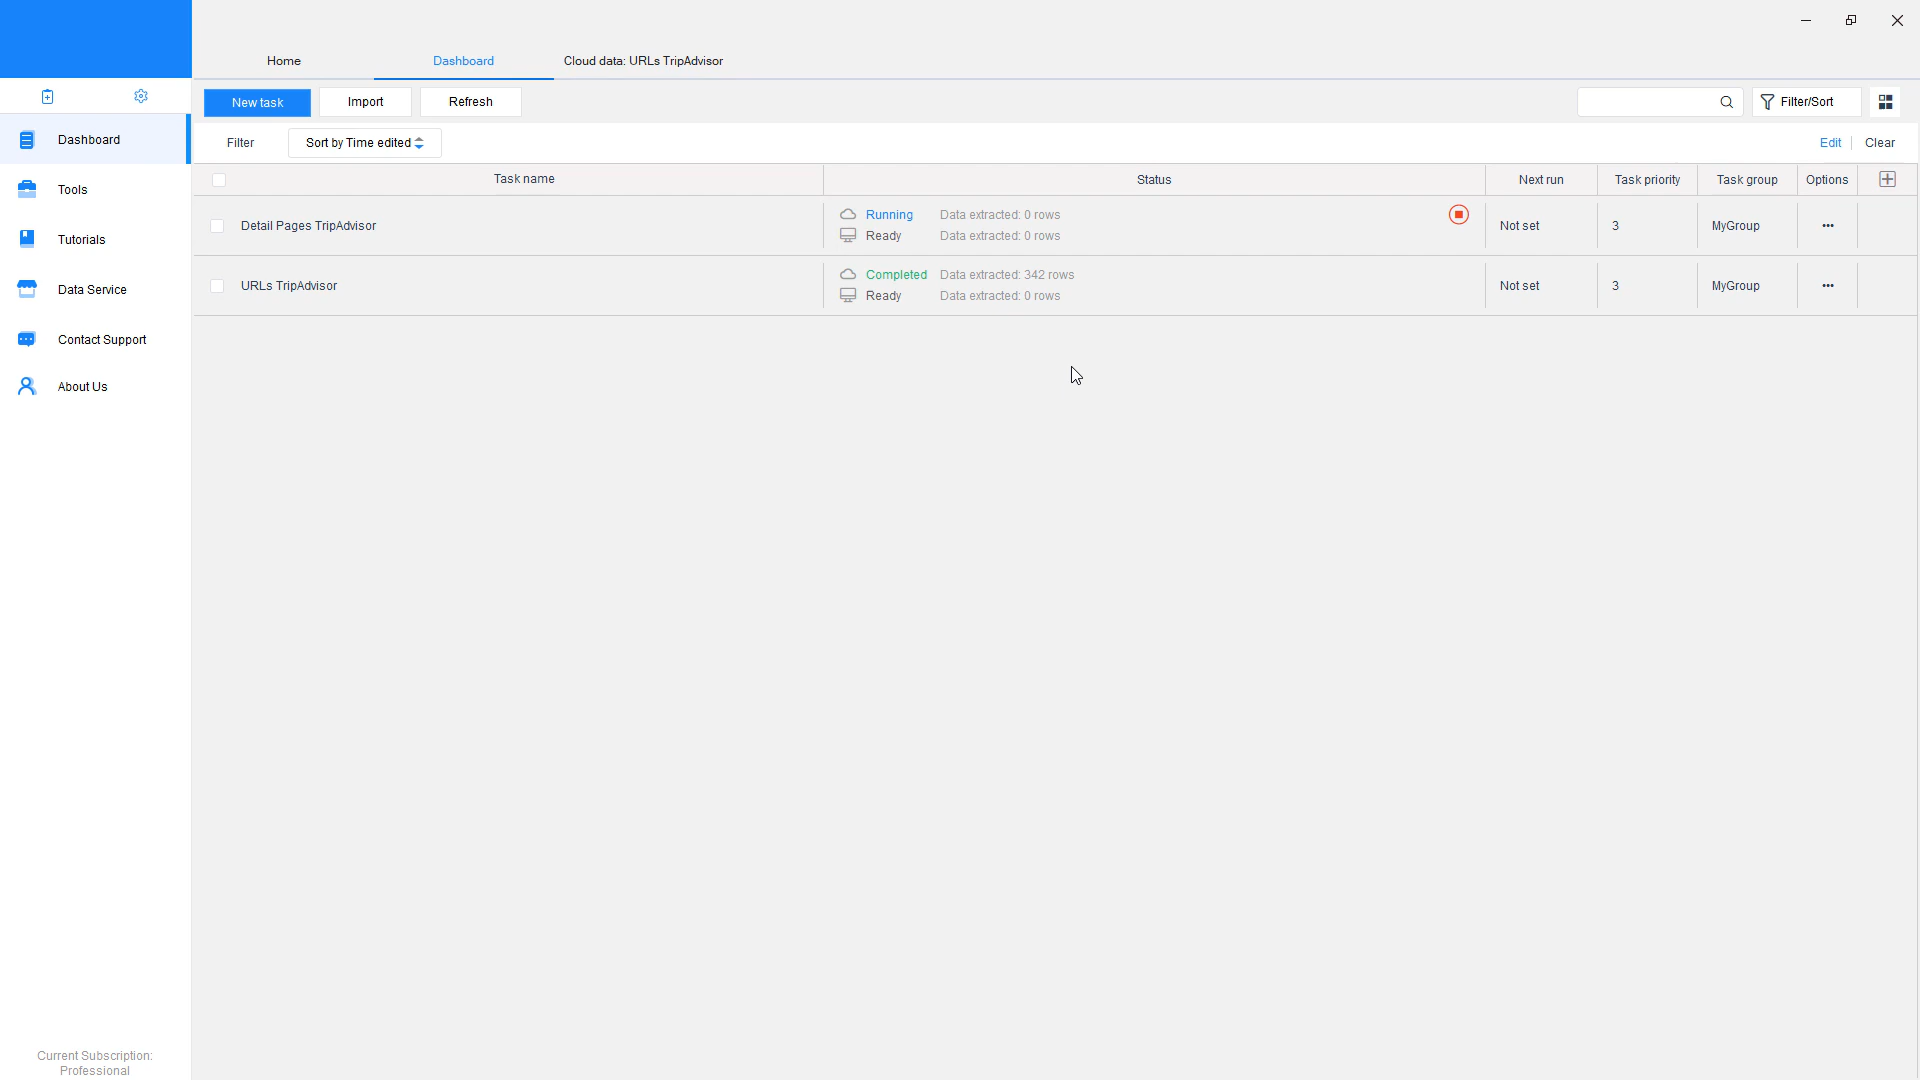 Home
Dashboard
Cloud data: URLs TripAdvisor
New task
Import
Refresh
Filter/Sort
Dashboard
Filter
Sort by Time edited
Edit
Clear
Task name
Status
Next run
Task priority
Task group
Options
Tools
Detail Pages TripAdvisor
Running
Data extracted: 0 rows
Ready
Data extracted: 0 rows
Not set
3
MyGroup
Tutorials
URLs TripAdvisor
Completed
Data extracted: 342 rows
Ready
Data extracted: 0 rows
Not set
3
MyGroup
Data Service
Contact Support
About Us
Current Subscription:
Professional